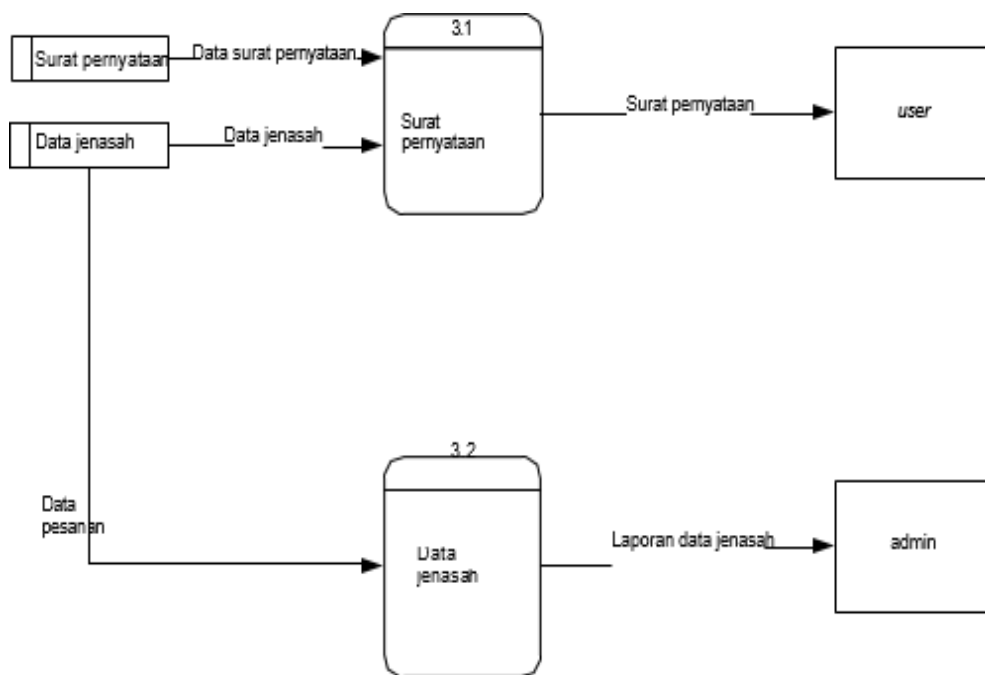 3.1
Surat pernyataan
Data surat pernyataan
Data jenasah
Data jenasah
Surat
pernyataan
Surat pernyataan
user
3.2
Data
pesanan
Data
jenasah
Laporan data jenasah
admin